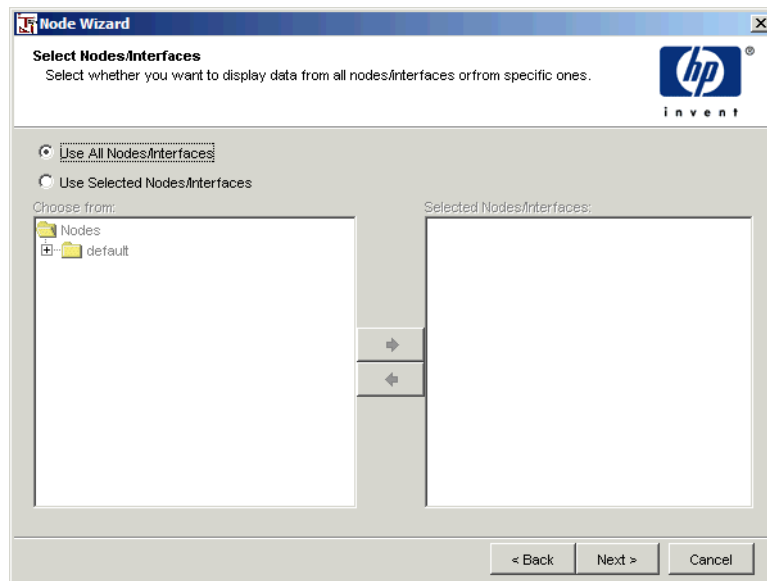 Node Wizard
Select Nodes/Interfaces
Select whether you want to display data from all nodes/interfaces orfrom specific ones.
hp
®
invent
Use All Nodes/Interfaces
Use Selected Nodes/Interfaces
Choose from:
Selected Nodes/Interfaces:
Nodes
default
< Back
Next >
Cancel